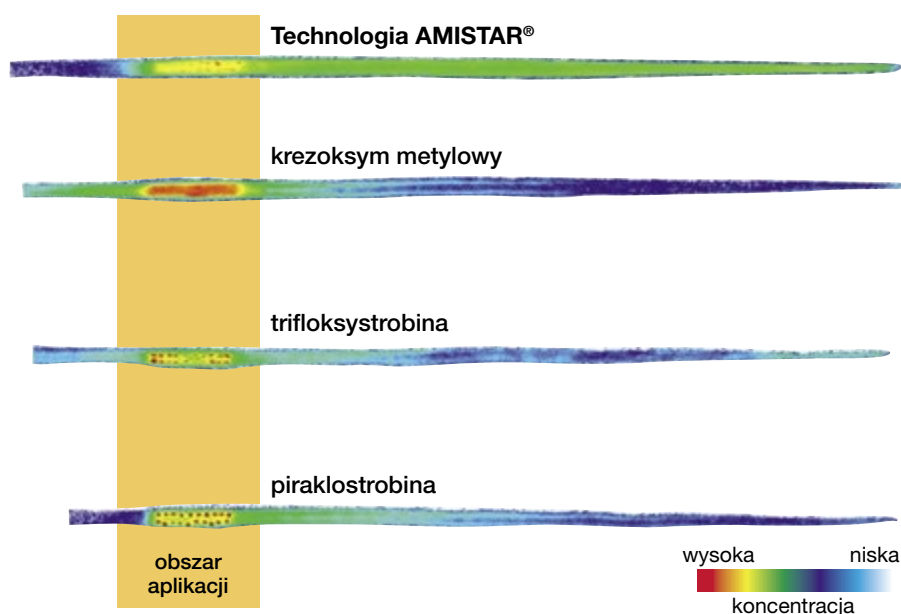 Technologia AMISTAR®
krezoksym metylowy
trifloksystrobina
piraklostrobina
obszar
aplikacji
wysoka niska
koncentracja